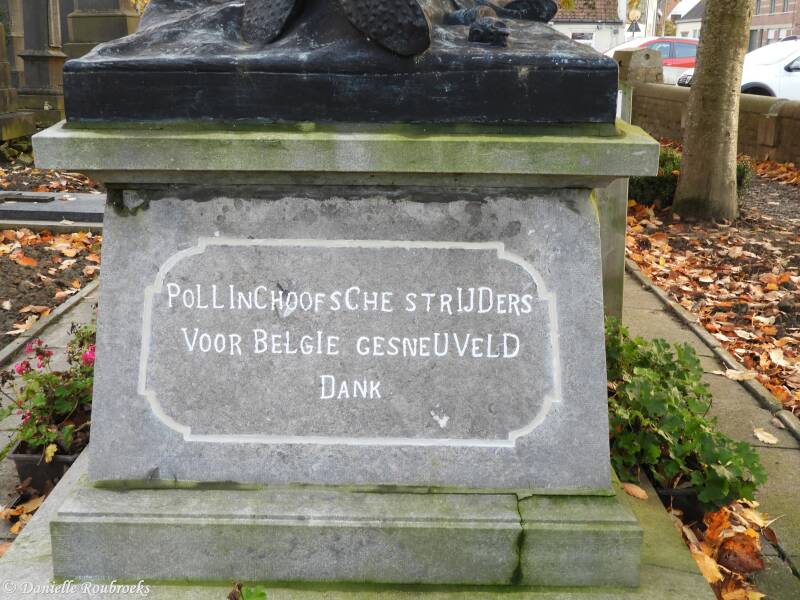 POLLINCHOOFSCHE STRIJDERS
VOOR BELGIE GESNEUVELD
DANK
© Danielle Roubroeks